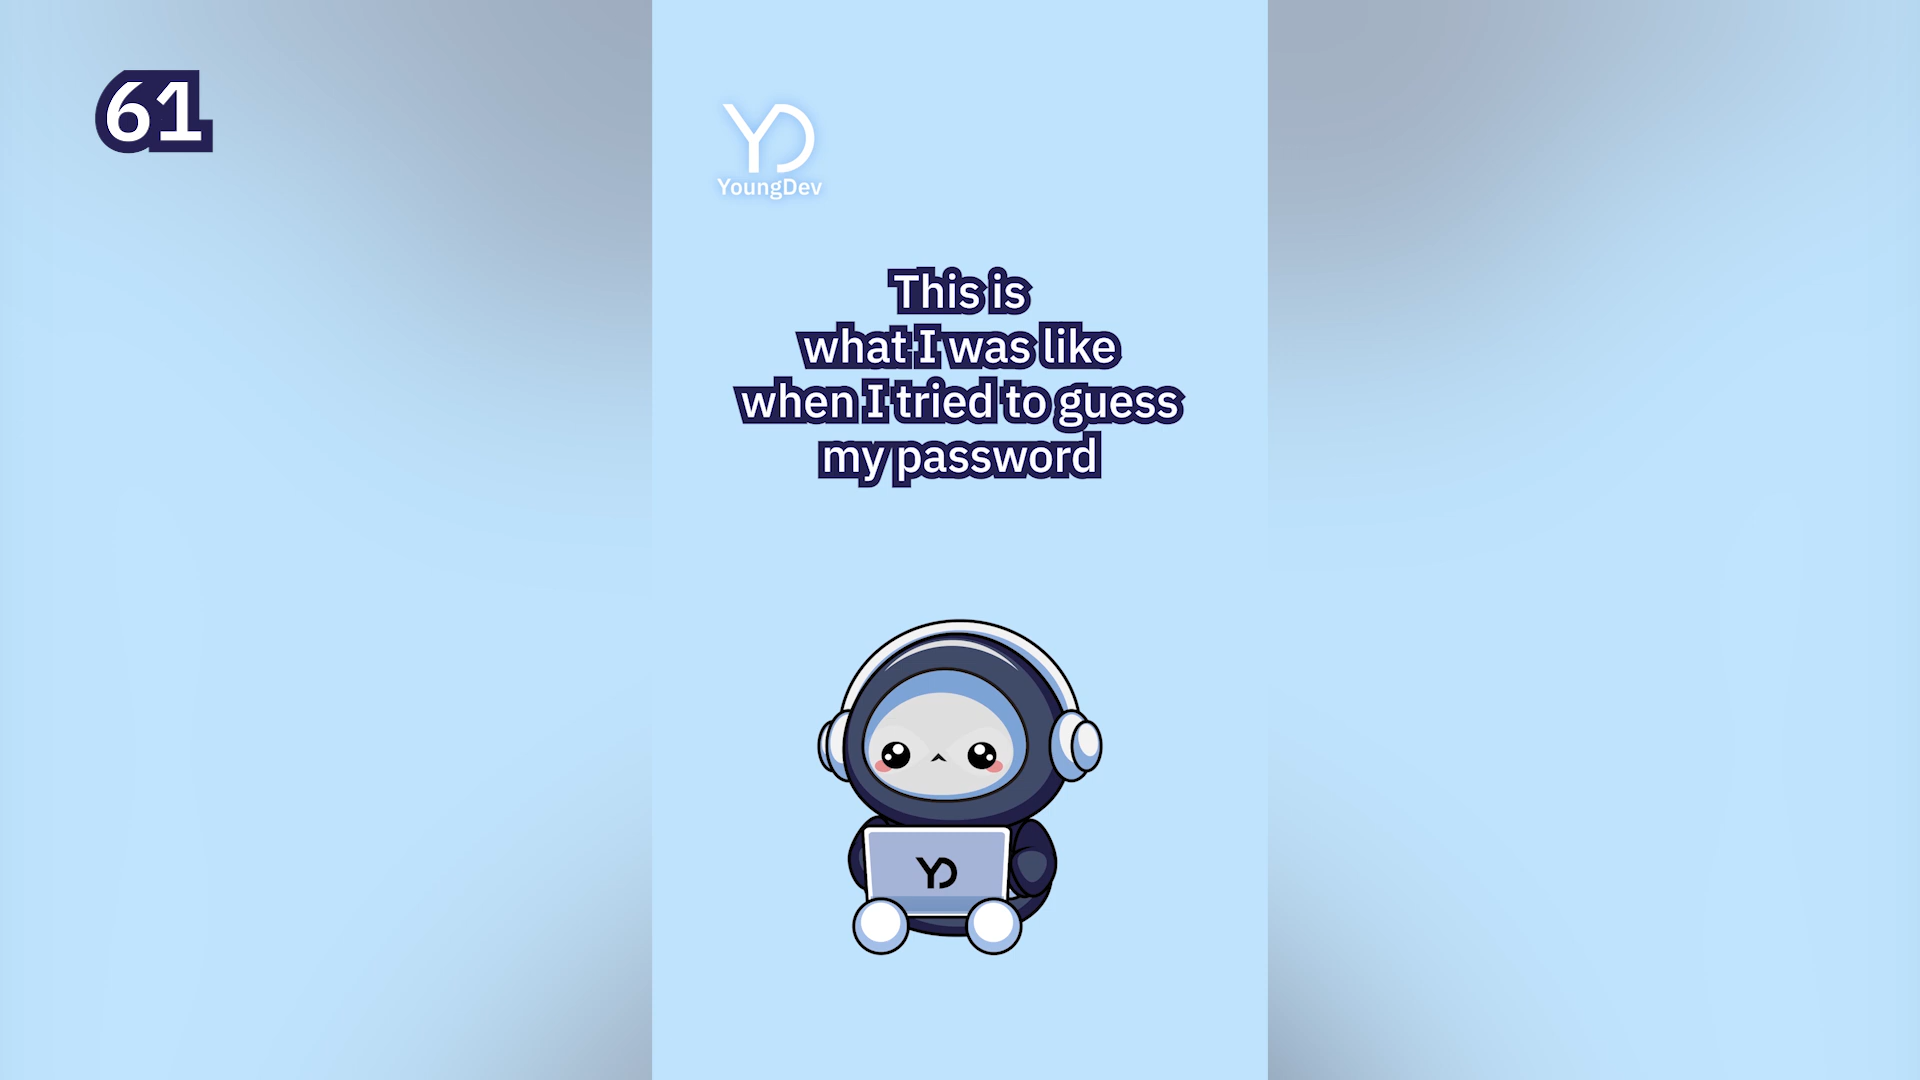 61
YD
YoungDev
This is
what I was like
when I tried to guess
my password
YD